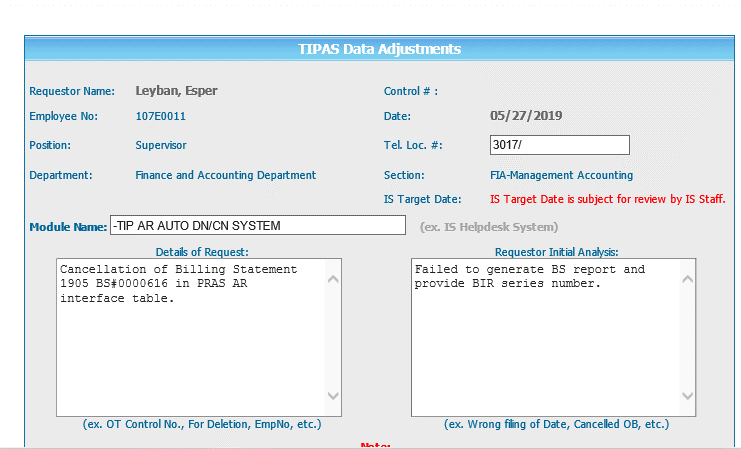 TIPAS Data Adjustments
Requestor Name: Leyban, Esper Control # :
Employee No: 107E0011 Date: 05/27/2019
Position: Supervisor Tel. Loc. #: 3017/
Department: Finance and Accounting Department Section: FIA-Management Accounting
IS Target Date: IS Target Date is subject for review by IS Staff.
Module Name: -TIP AR AUTO DN/CN SYSTEM (ex. IS Helpdesk System)
Details of Request: Requestor Initial Analysis:
Cancellation of Billing Statement
1905 BS#0000616 in PRAS AR
interface table.
Failed to generate BS report and
provide BIR series number.
(ex. OT Control No., For Deletion, EmpNo, etc.) (ex. Wrong filing of Date, Cancelled OB, etc.)
Note: